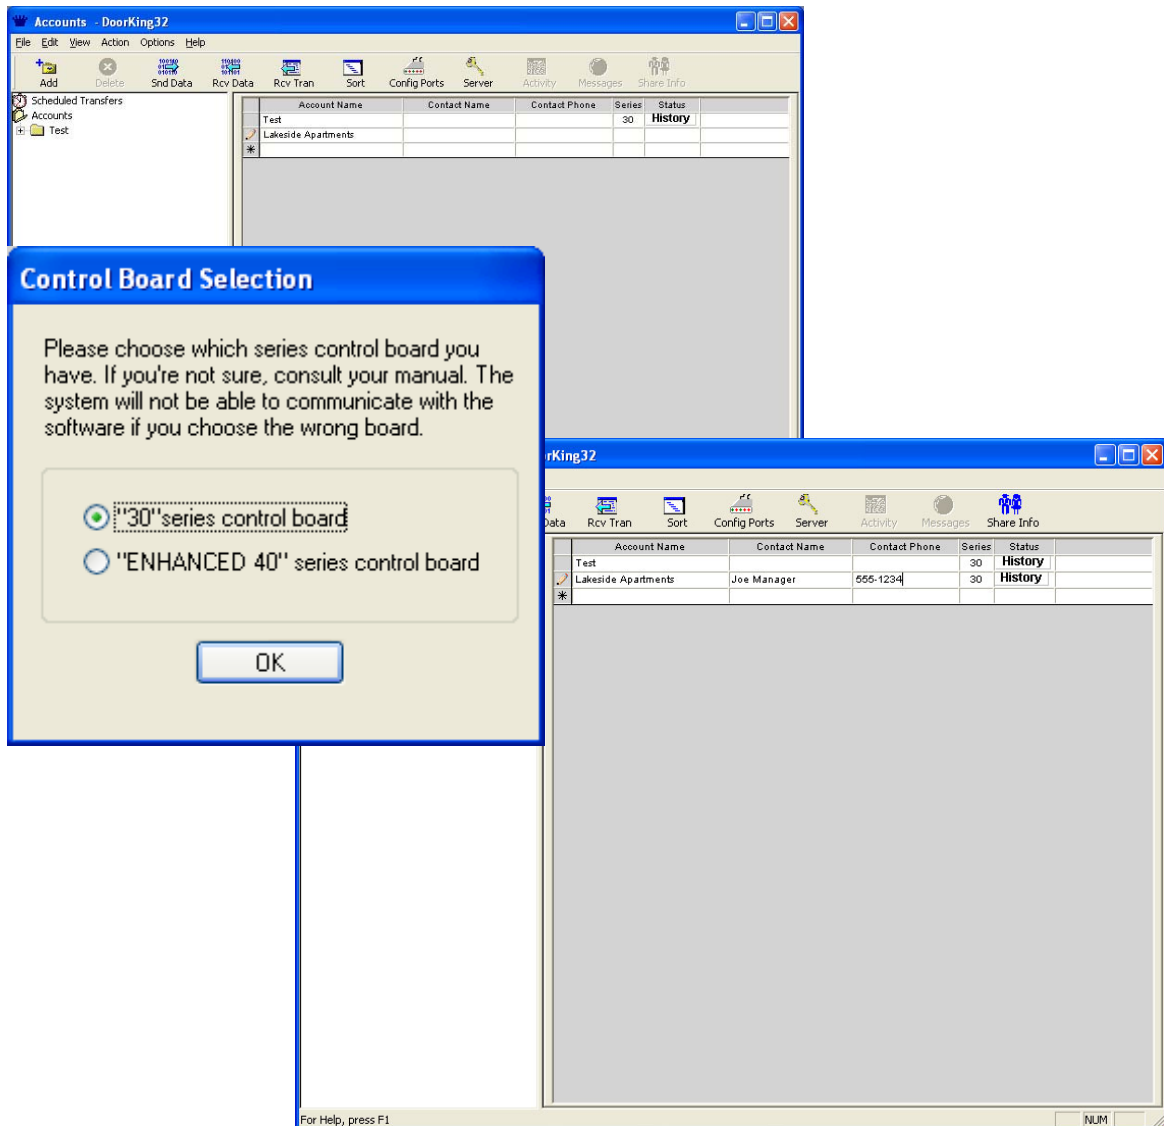 Accounts - DoorKing32
File Edit View Action Options Help
Add Delete Snd Data Rcv Data Rcv Tran Sort Config Ports Server Activity Messages Share Info
Scheduled Transfers
Accounts
Test
Account Name Contact Name Contact Phone Series Status
Test 30 History
Lakeside Apartments
Control Board Selection
Please choose which series control board you
have. If you're not sure, consult your manual. The
system will not be able to communicate with the
software if you choose the wrong board.
"30"series control board
"ENHANCED 40" series control board
OK
rKing32
Data Rcv Tran Sort Config Ports Server Activity Messages Share Info
Account Name Contact Name Contact Phone Series Status
Test 30 History
Lakeside Apartments Joe Manager 555-1234 30 History
For Help, press F1 NUM